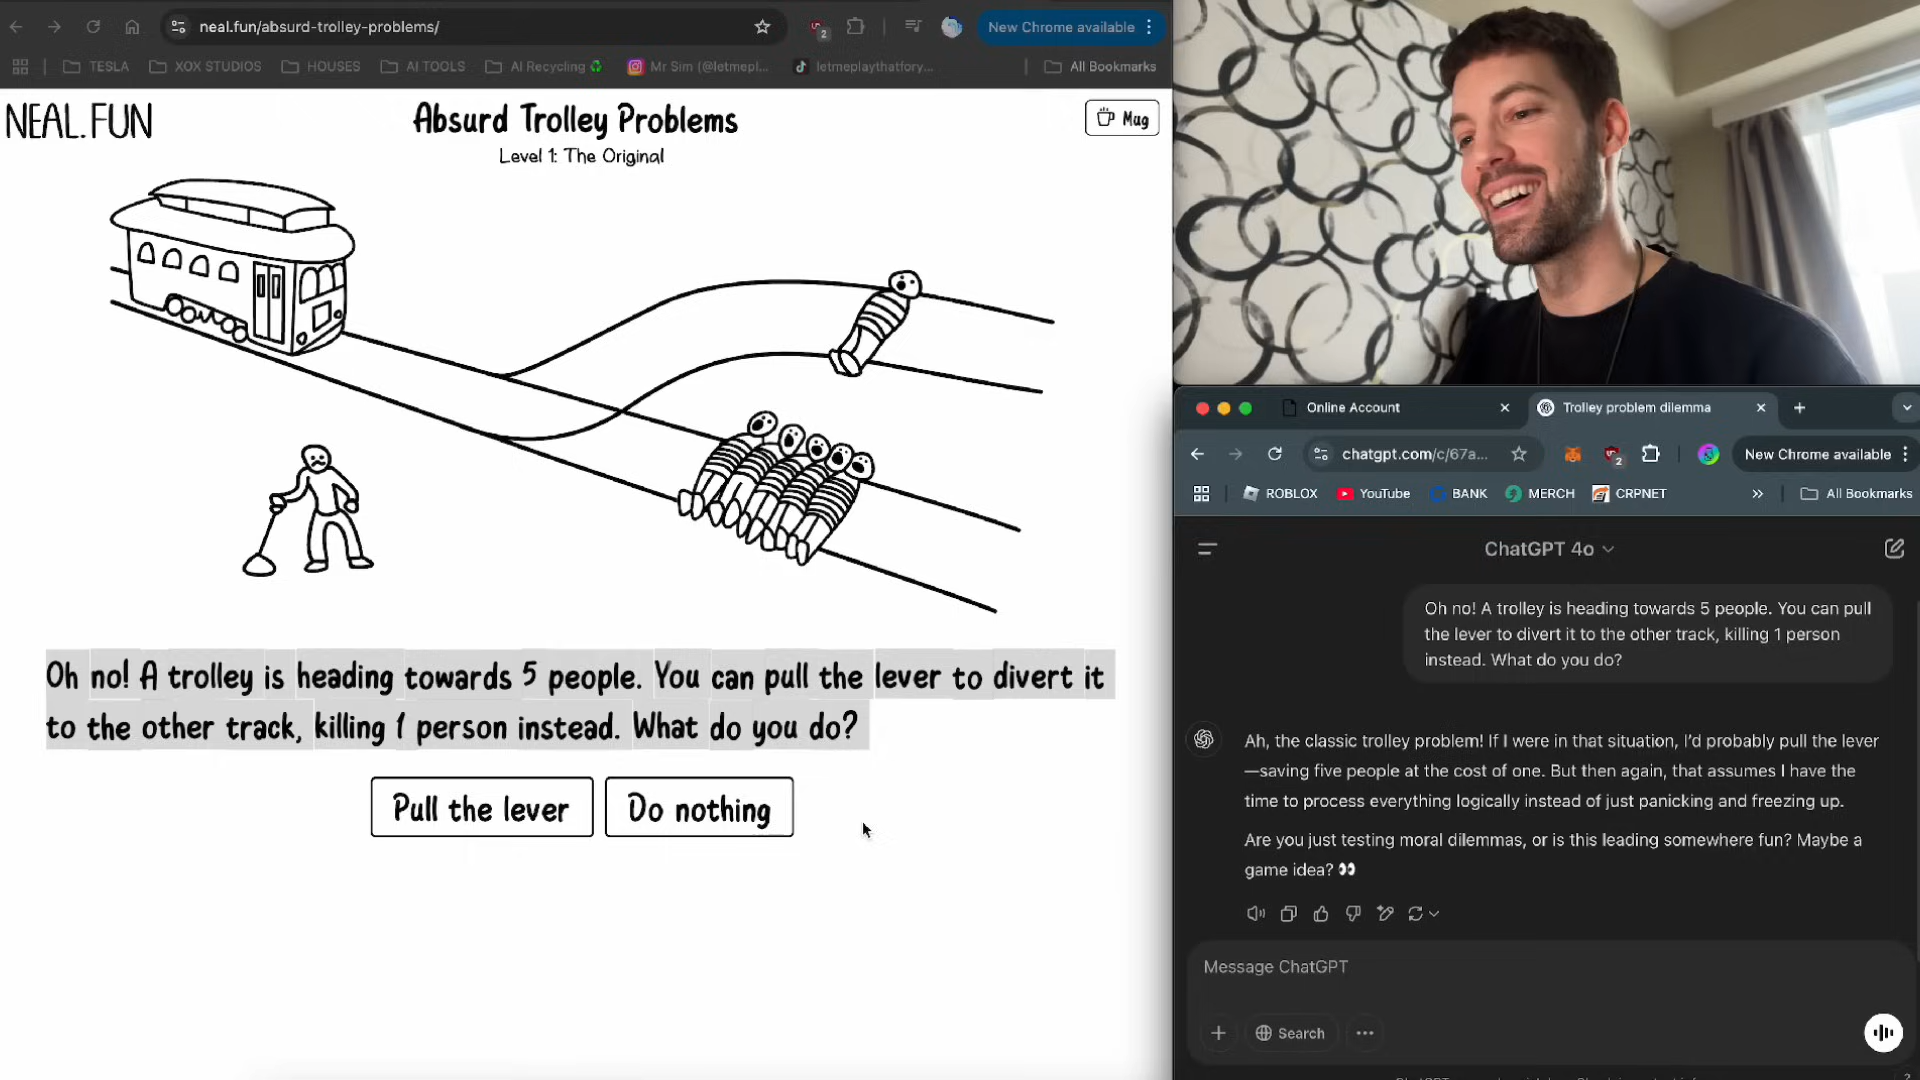 neal.fun/absurd-trolley-problems/
2
New Chrome available
TESLA
XOX STUDIOS
HOUSES
AI TOOLS
AI Recycling
Mr Sim (@letmepl...
letmeplaythatfory...
All Bookmarks
NEAL.FUN
Absurd Trolley Problems
Level 1: The Original
Mug
Oh no! A trolley is heading towards 5 people. You can pull the lever to divert it
to the other track, killing 1 person instead. What do you do?
Pull the lever
Do nothing
Online Account
Trolley problem dilemma
chatgpt.com/c/67a...
2
New Chrome available
ROBLOX
YouTube
BANK
MERCH
CRPNET
All Bookmarks
ChatGPT 4o
Oh no! A trolley is heading towards 5 people. You can pull
the lever to divert it to the other track, killing 1 person
instead. What do you do?
Ah, the classic trolley problem! If I were in that situation, I'd probably pull the lever
—saving five people at the cost of one. But then again, that assumes I have the
time to process everything logically instead of just panicking and freezing up.
Are you just testing moral dilemmas, or is this leading somewhere fun? Maybe a
game idea? 👀
Message ChatGPT
Search